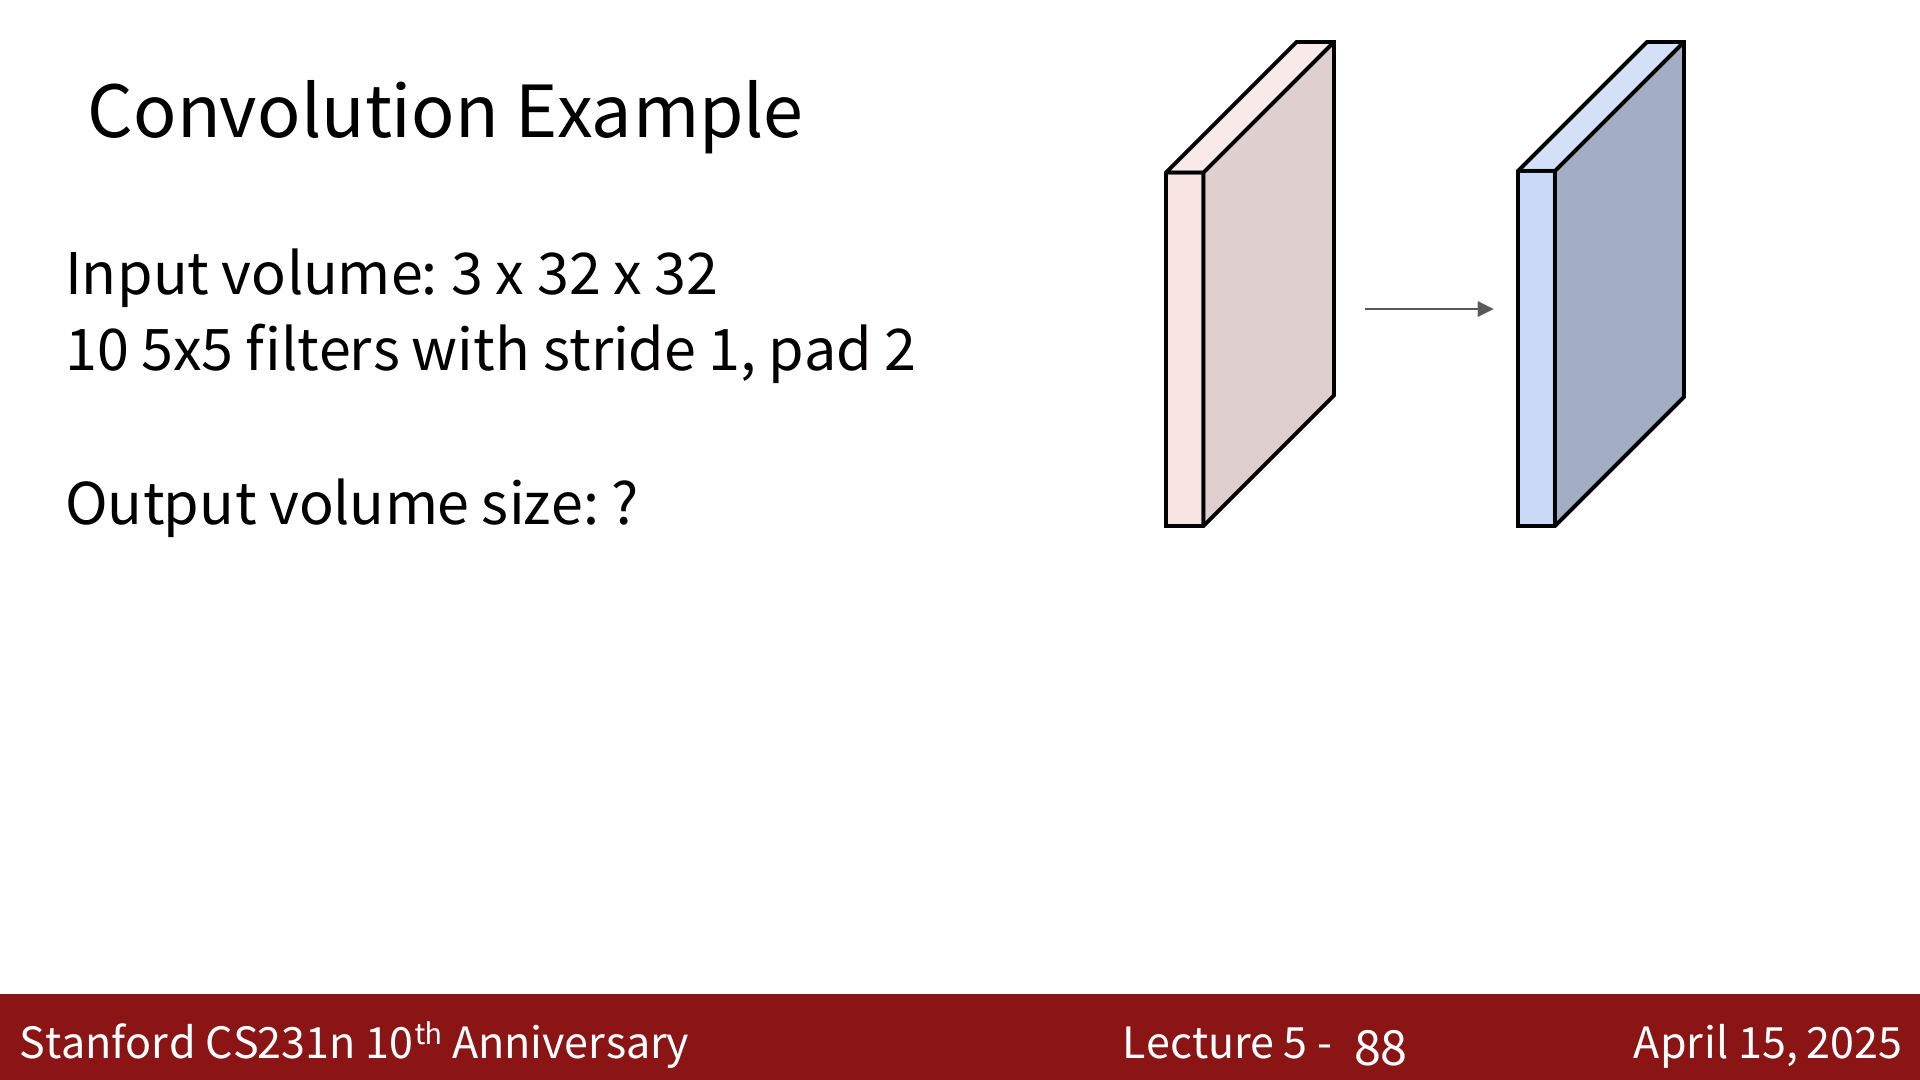 Convolution Example
Input volume: 3 x 32 x 32
10 5x5 filters with stride 1, pad 2
Output volume size: ?
Stanford CS231n 10th Anniversary
Lecture 5 - 88
April 15, 2025